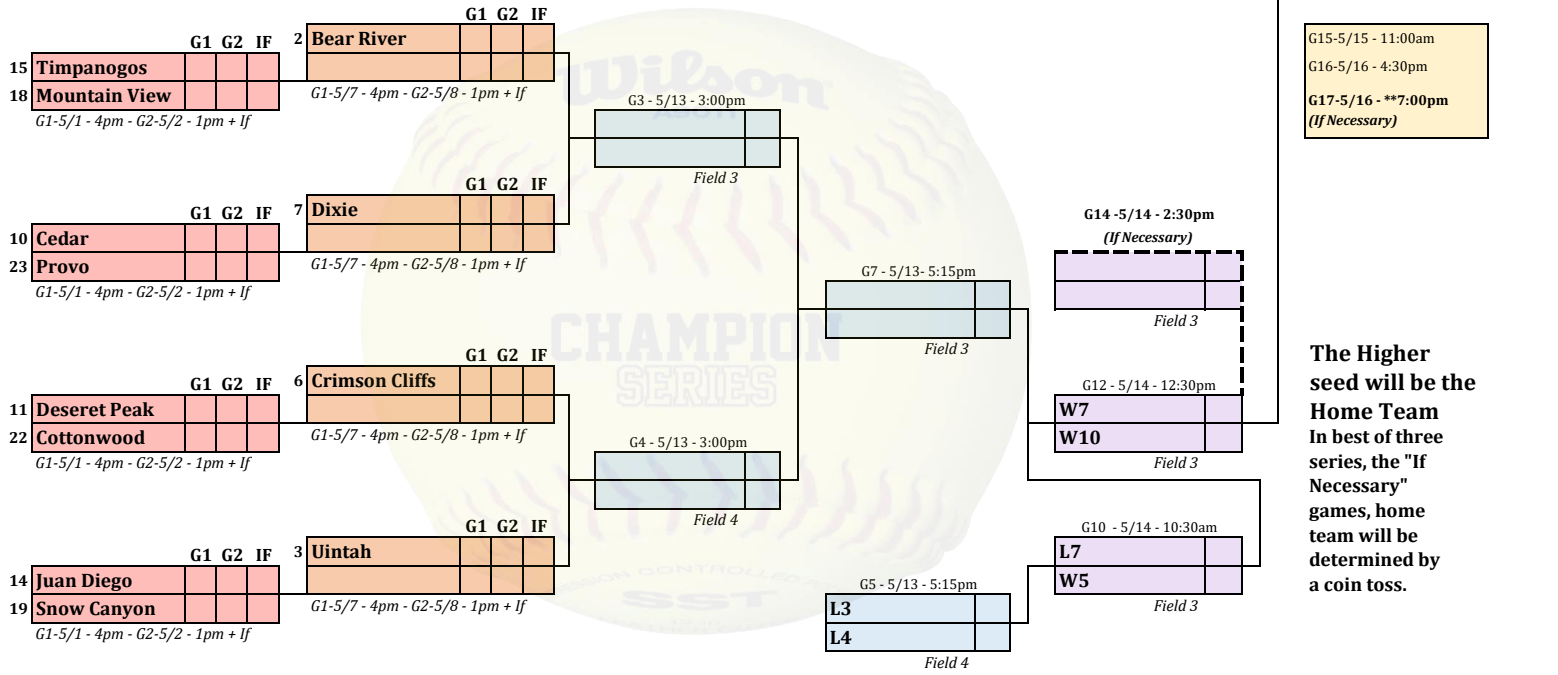 G1 G2 IF
15 Timpanogos
18 Mountain View
G1-5/1 - 4pm - G2-5/2 - 1pm + If
G1 G2 IF
10 Cedar
23 Provo
G1-5/1 - 4pm - G2-5/2 - 1pm + If
G1 G2 IF
11 Deseret Peak
22 Cottonwood
G1-5/1 - 4pm - G2-5/2 - 1pm + If
G1 G2 IF
14 Juan Diego
19 Snow Canyon
G1-5/1 - 4pm - G2-5/2 - 1pm + If
G1 G2 IF
2 Bear River
G1-5/7 - 4pm - G2-5/8 - 1pm + If
G1 G2 IF
7 Dixie
G1-5/7 - 4pm - G2-5/8 - 1pm + If
G1 G2 IF
6 Crimson Cliffs
G1-5/7 - 4pm - G2-5/8 - 1pm + If
G1 G2 IF
3 Uintah
G1-5/7 - 4pm - G2-5/8 - 1pm + If
Wilson
G3 - 5/13 - 3:00pm
Field 3
CHAMPION
SERIES
G4 - 5/13 - 3:00pm
Field 4
SST
G7 - 5/13- 5:15pm
Field 3
G5 - 5/13 - 5:15pm
L3
L4
Field 4
G14 -5/14 - 2:30pm
(If Necessary)
Field 3
G12 - 5/14 - 12:30pm
W7
W10
Field 3
G10 - 5/14 - 10:30am
L7
W5
Field 3
G15-5/15 - 11:00am
G16-5/16 - 4:30pm
G17-5/16 - **7:00pm
(If Necessary)
The Higher
seed will be the
Home Team
In best of three
series, the "If
Necessary"
games, home
team will be
determined by
a coin toss.